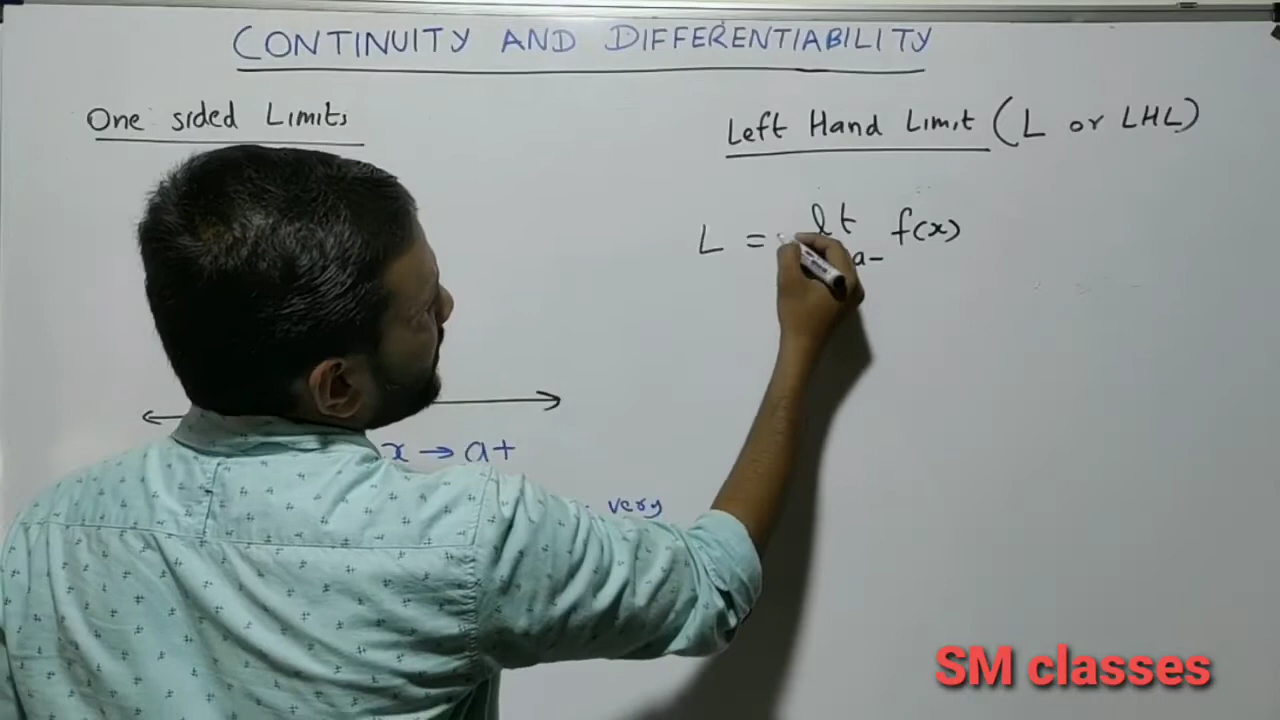 CONTINUITY AND DIFFERENTIABILITY
One sided Limits
x → a+
very
Left Hand Limit (L or LHL)
L = lt f(x)
a-
SM classes